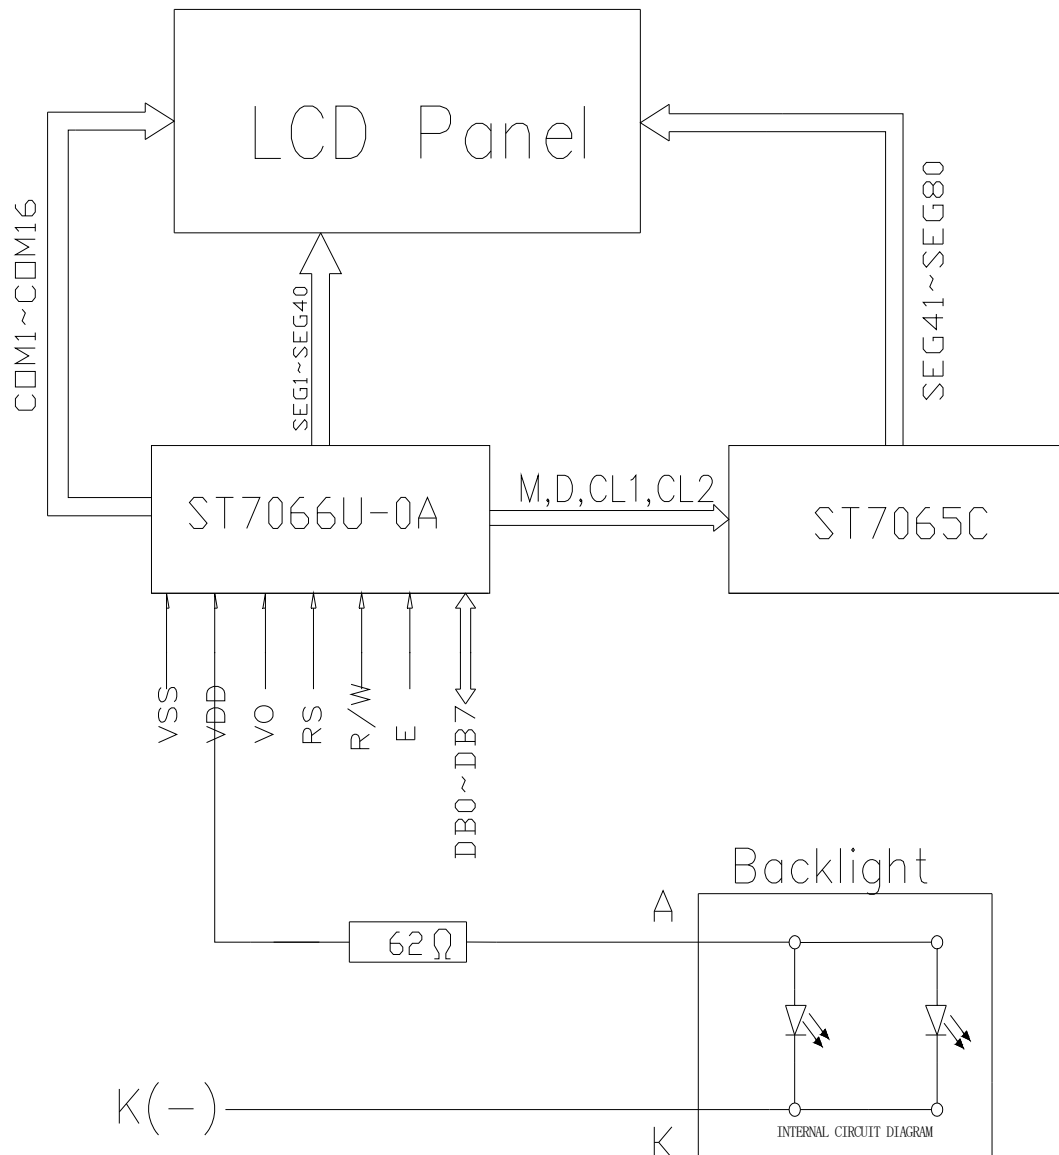 LCD Panel
COM1~COM16
SEG1~SEG40
SEG41~SEG80
ST7066U-0A
M,D,CL1,CL2
ST7065C
VSS
VDD
VO
RS
R/W
E
DB0~DB7
Backlight
A
62Ω
K(-)
K
INTERNAL CIRCUIT DIAGRAM